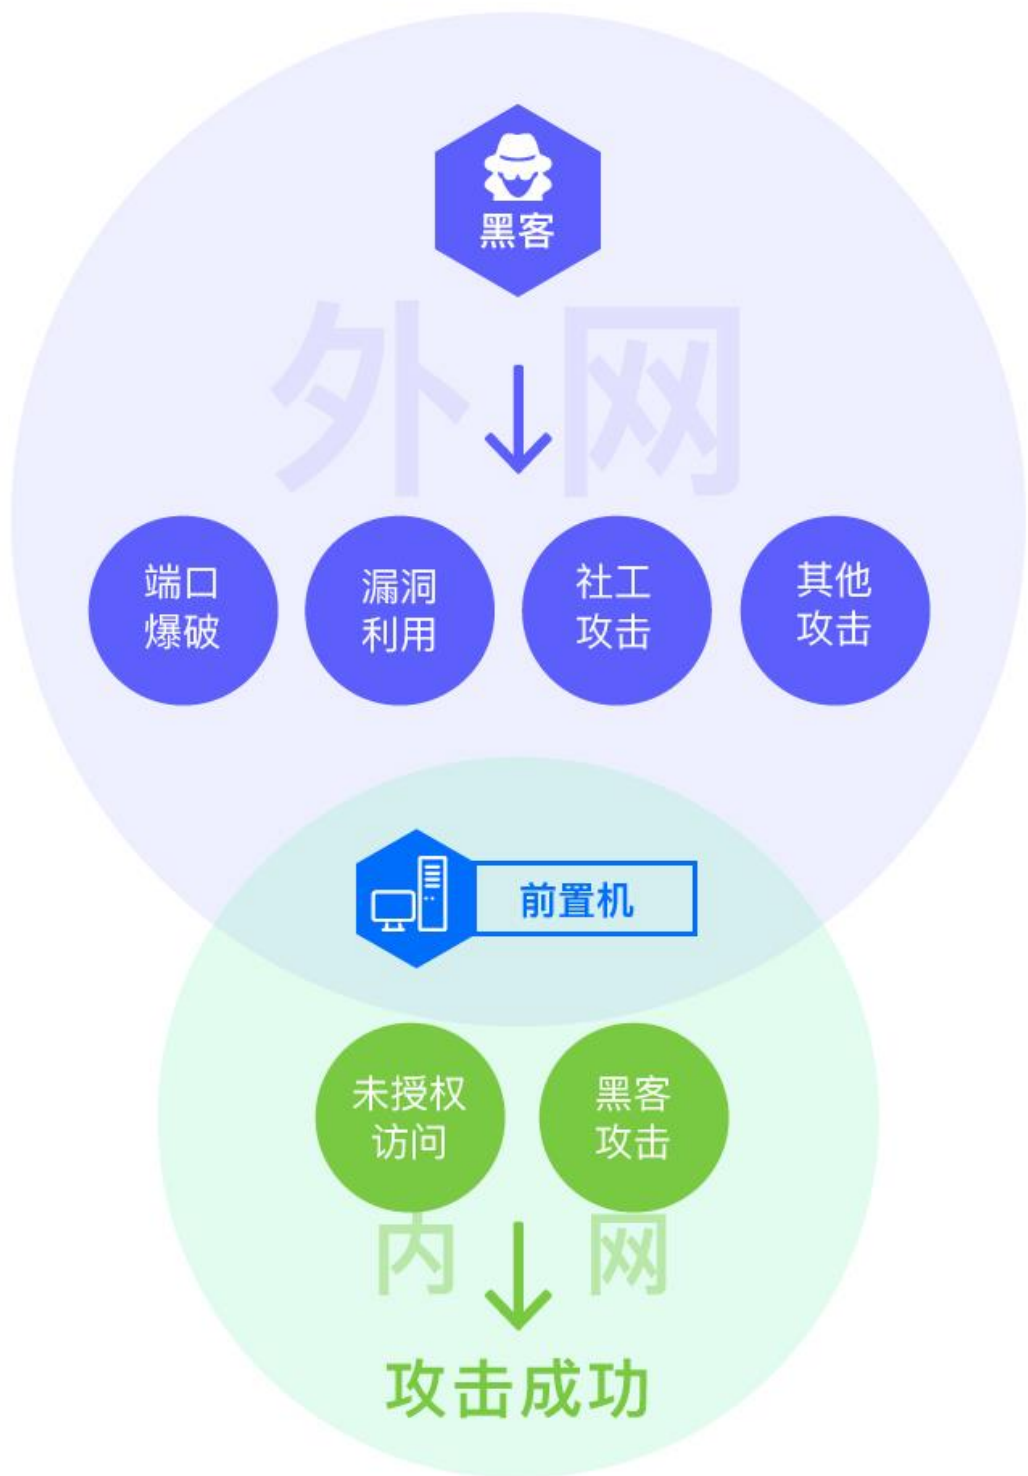 黑客
外网
端口
爆破
漏洞
利用
社工
攻击
其他
攻击
前置机
未授权
访问
黑客
攻击
内网
攻击成功